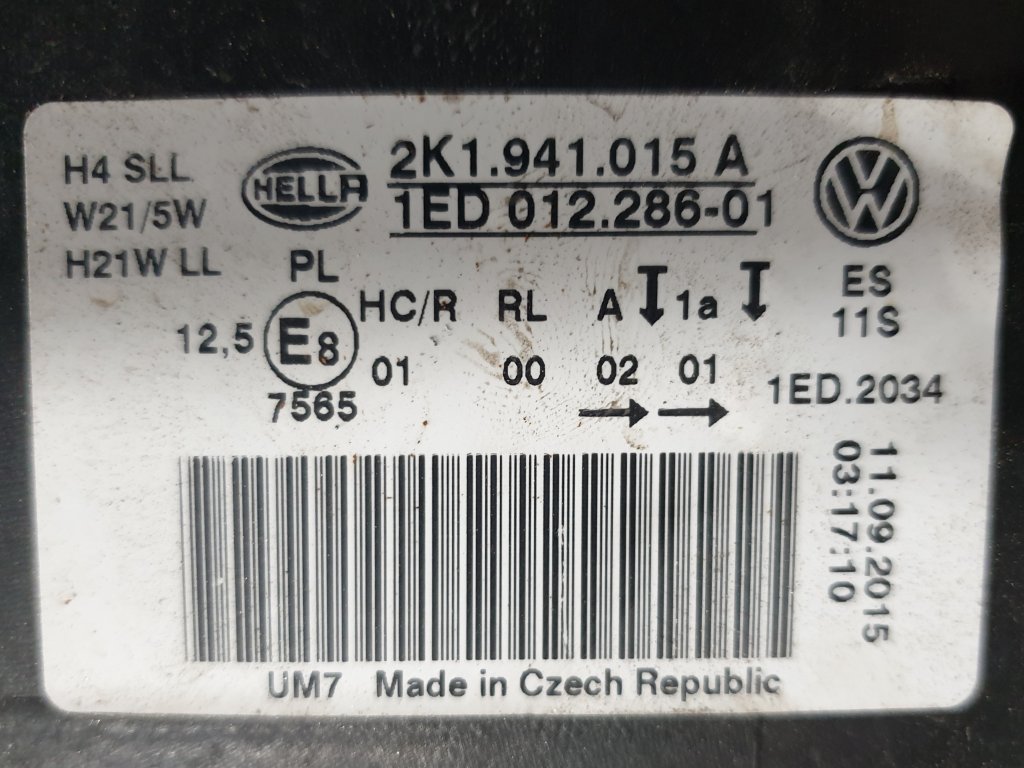 H4 SLL
W21/5W
H21W LL
HELLA
2K1.941.015 A
1ED 012.286-01
PL
12,5 E8
7565
HC/R RL A 1a
01 00 02 01
ES
11S
1ED.2034
11.09.2015
03:17:10
UM7 Made in Czech Republic